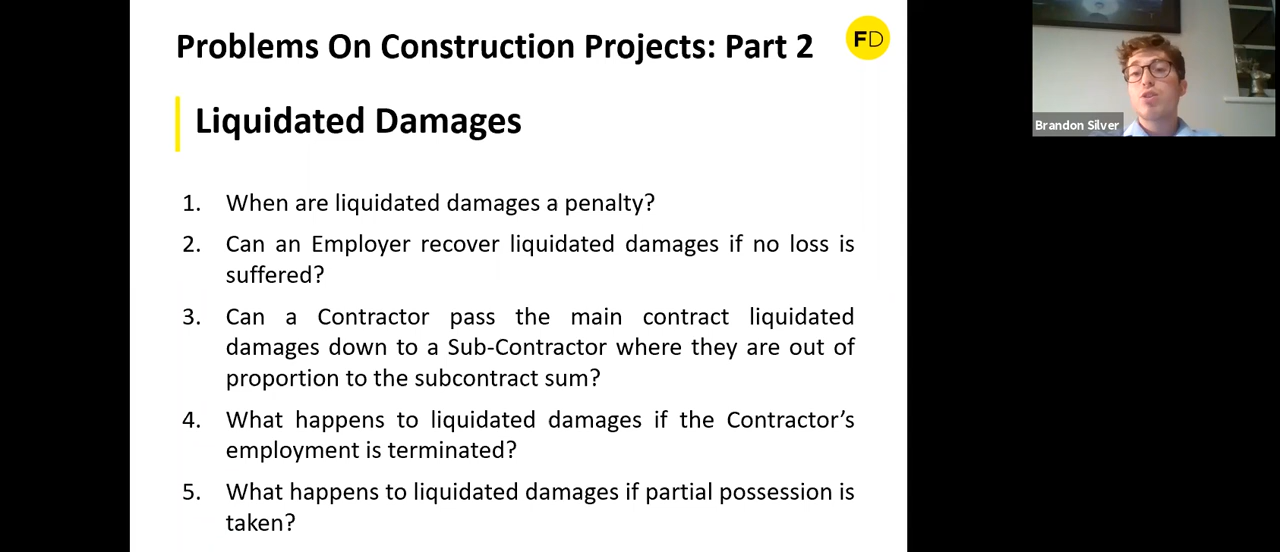 Problems On Construction Projects: Part 2
FD
Liquidated Damages
1. When are liquidated damages a penalty?
2. Can an Employer recover liquidated damages if no loss is
suffered?
3. Can a Contractor pass the main contract liquidated
damages down to a Sub-Contractor where they are out of
proportion to the subcontract sum?
4. What happens to liquidated damages if the Contractor's
employment is terminated?
5. What happens to liquidated damages if partial possession is
taken?
Brandon Silver